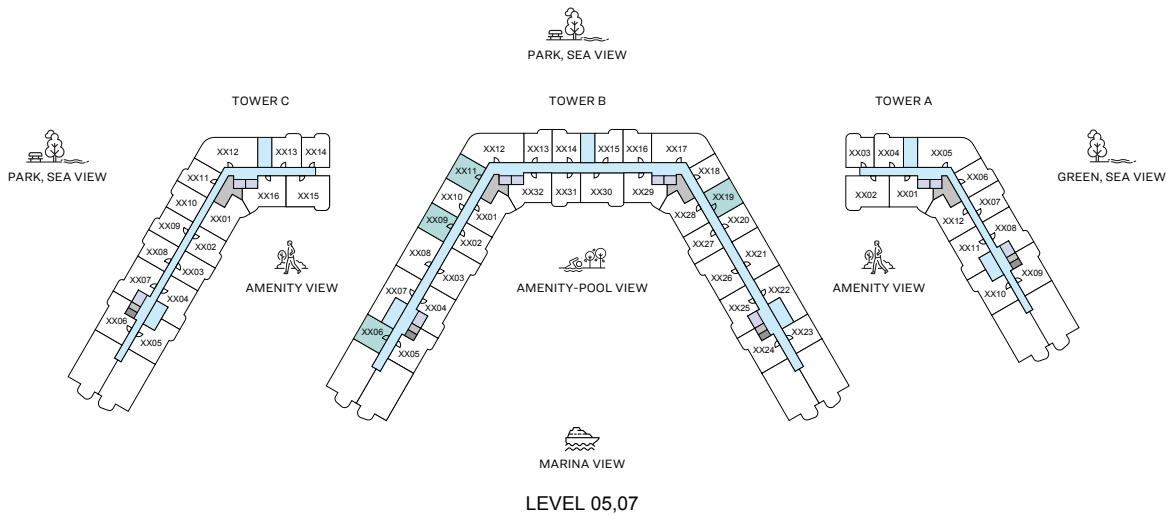 PARK, SEA VIEW
TOWER C
TOWER B
TOWER A
PARK, SEA VIEW
GREEN, SEA VIEW
XX12
XX13
XX14
XX11
XX10
XX09
XX08
XX07
XX06
XX01
XX02
XX03
XX04
XX05
XX16
XX15
AMENITY VIEW
XX12
XX13
XX14
XX15
XX16
XX17
XX11
XX10
XX09
XX08
XX07
XX06
XX01
XX02
XX03
XX04
XX05
XX32
XX31
XX30
XX29
XX18
XX19
XX20
XX21
XX22
XX23
XX28
XX27
XX26
XX25
XX24
AMENITY-POOL VIEW
XX03
XX04
XX05
XX02
XX01
XX06
XX07
XX08
XX09
XX12
XX11
XX10
AMENITY VIEW
MARINA VIEW
LEVEL 05,07